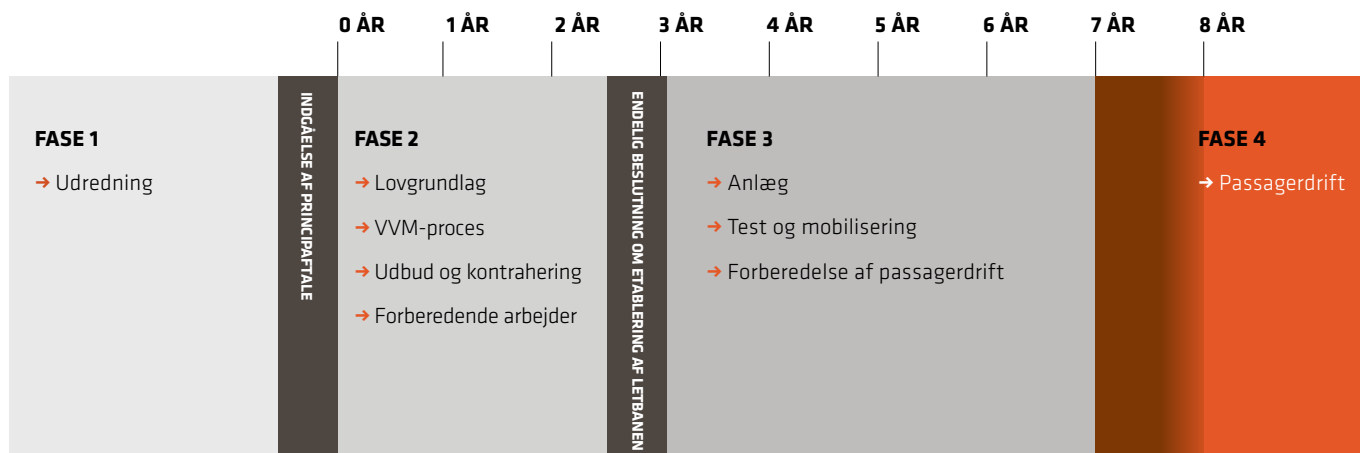 0 ÅR
1 ÅR
2 ÅR
3 ÅR
4 ÅR
5 ÅR
6 ÅR
7 ÅR
8 ÅR
FASE 1
→ Udredning
INDGÅELSE AF PRINCIPAFTALE
FASE 2
→ Lovgrundlag
→ VVM-proces
→ Udbud og kontrahering
→ Forberedende arbejder
ENDELIG BESLUTNING OM ETABLERING AF LETBANEN
FASE 3
→ Anlæg
→ Test og mobilisering
→ Forberedelse af passagerdrift
FASE 4
→ Passagerdrift